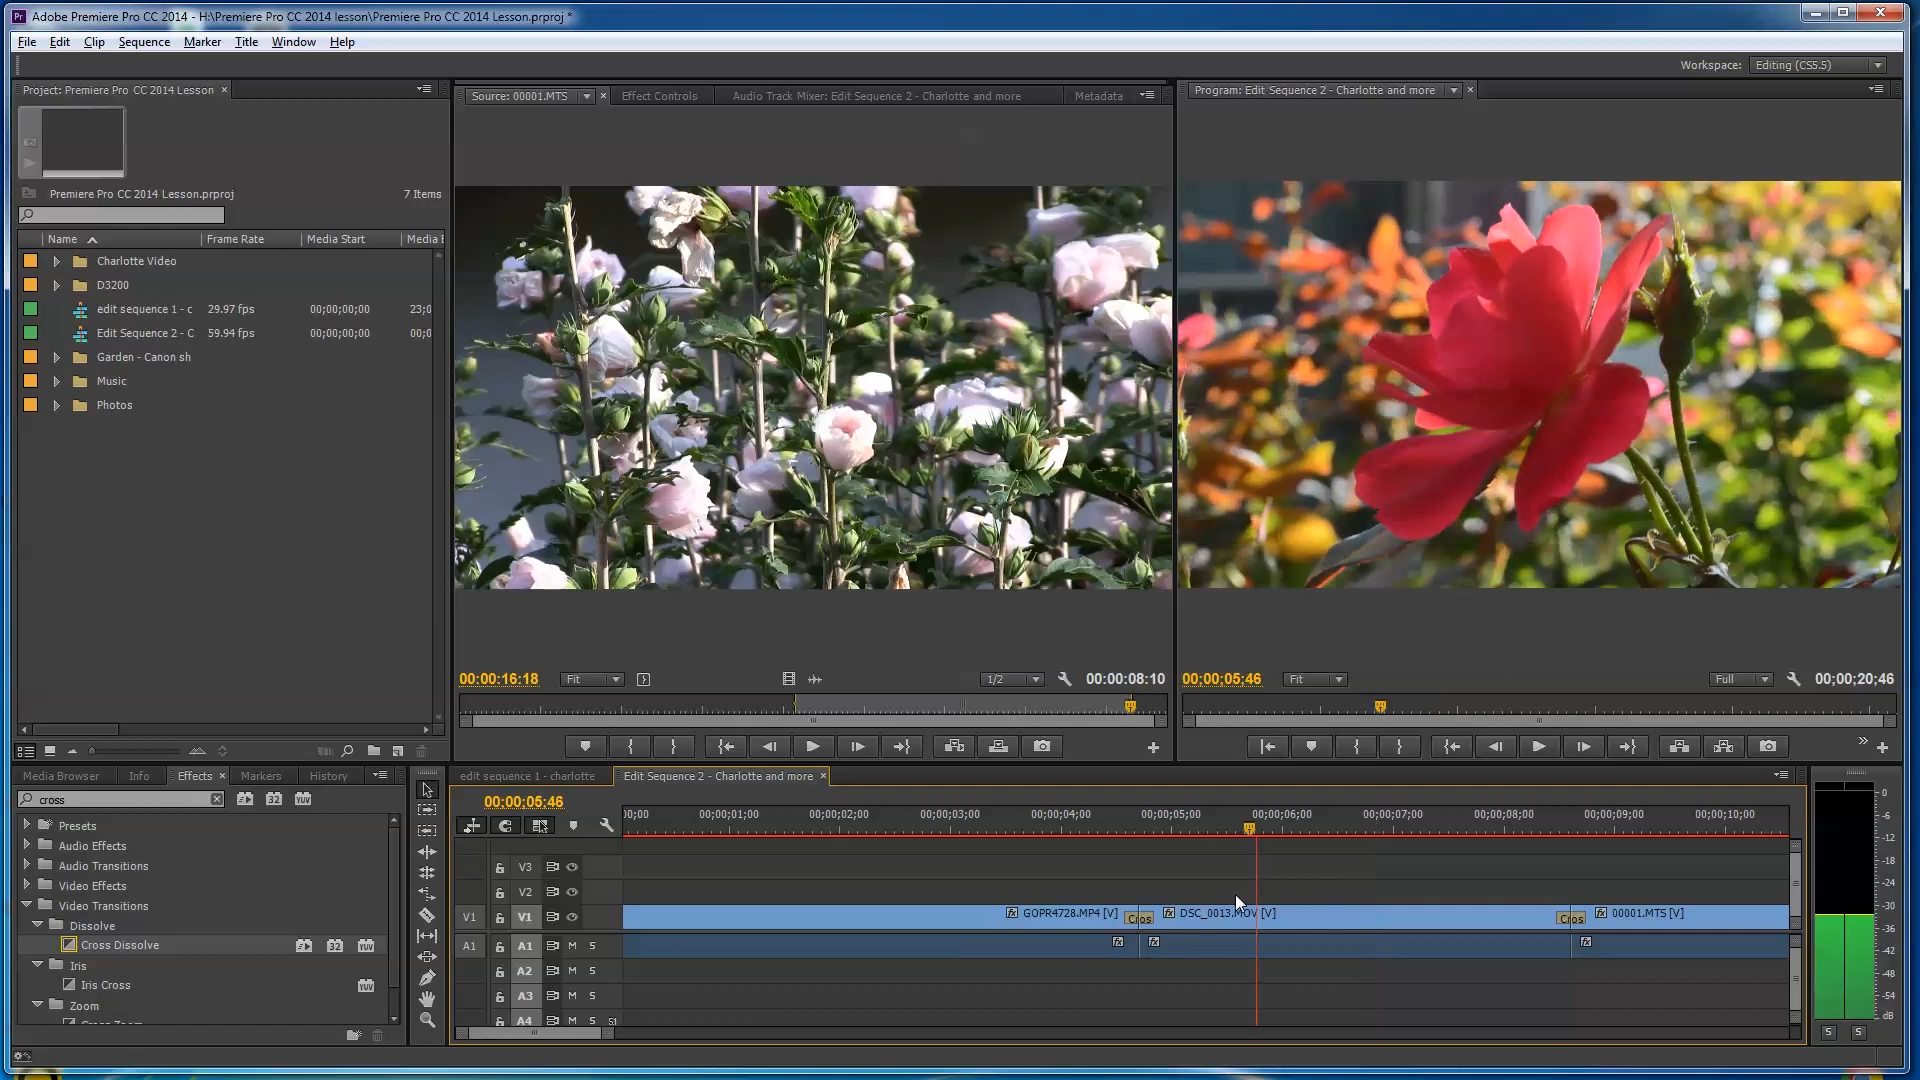 Adobe Premiere Pro CC 2014 - H:\Premiere Pro CC 2014 lesson\Premiere Pro CC 2014 Lesson.prproj *
File Edit Clip Sequence Marker Title Window Help
Workspace: Editing (CS5.5)
Project: Premiere Pro CC 2014 Lesson ×
Premiere Pro CC 2014 Lesson.prproj 7 Items
Name Frame Rate Media Start Media E
Charlotte Video
D3200
edit sequence 1 - c 29.97 fps 00;00;00;00 23;0
Edit Sequence 2 - C 59.94 fps 00;00;00;00 00;0
Garden - Canon sh
Music
Photos
Source: 00001.MTS × Effect Controls Audio Track Mixer: Edit Sequence 2 - Charlotte and more Metadata
00:00:16:18 Fit 1/2 00:00:08:10
Program: Edit Sequence 2 - Charlotte and more ×
00;00;05;46 Fit Full 00;00;20;46
Media Browser Info Effects × Markers History
cross
32 YUV
Presets
Audio Effects
Audio Transitions
Video Effects
Video Transitions
Dissolve
Cross Dissolve 32 YUV
Iris
Iris Cross YUV
Zoom
edit sequence 1 - charlotte Edit Sequence 2 - Charlotte and more ×
00;00;05;46
00;00 00;00;01;00 00;00;02;00 00;00;03;00 00;00;04;00 00;00;05;00 00;00;06;00 00;00;07;00 00;00;08;00 00;00;09;00 00;00;10;00
V3
V2
V1 V1 fx GOPR4728.MP4 [V] Cros fx DSC_0013.MOV [V] Cros fx 00001.MTS [V]
A1 A1 M S fx fx fx
A2 M S
A3 M S
A4 M S
0
-6
-12
-18
-24
-30
-36
-42
-48
-54
dB
S S